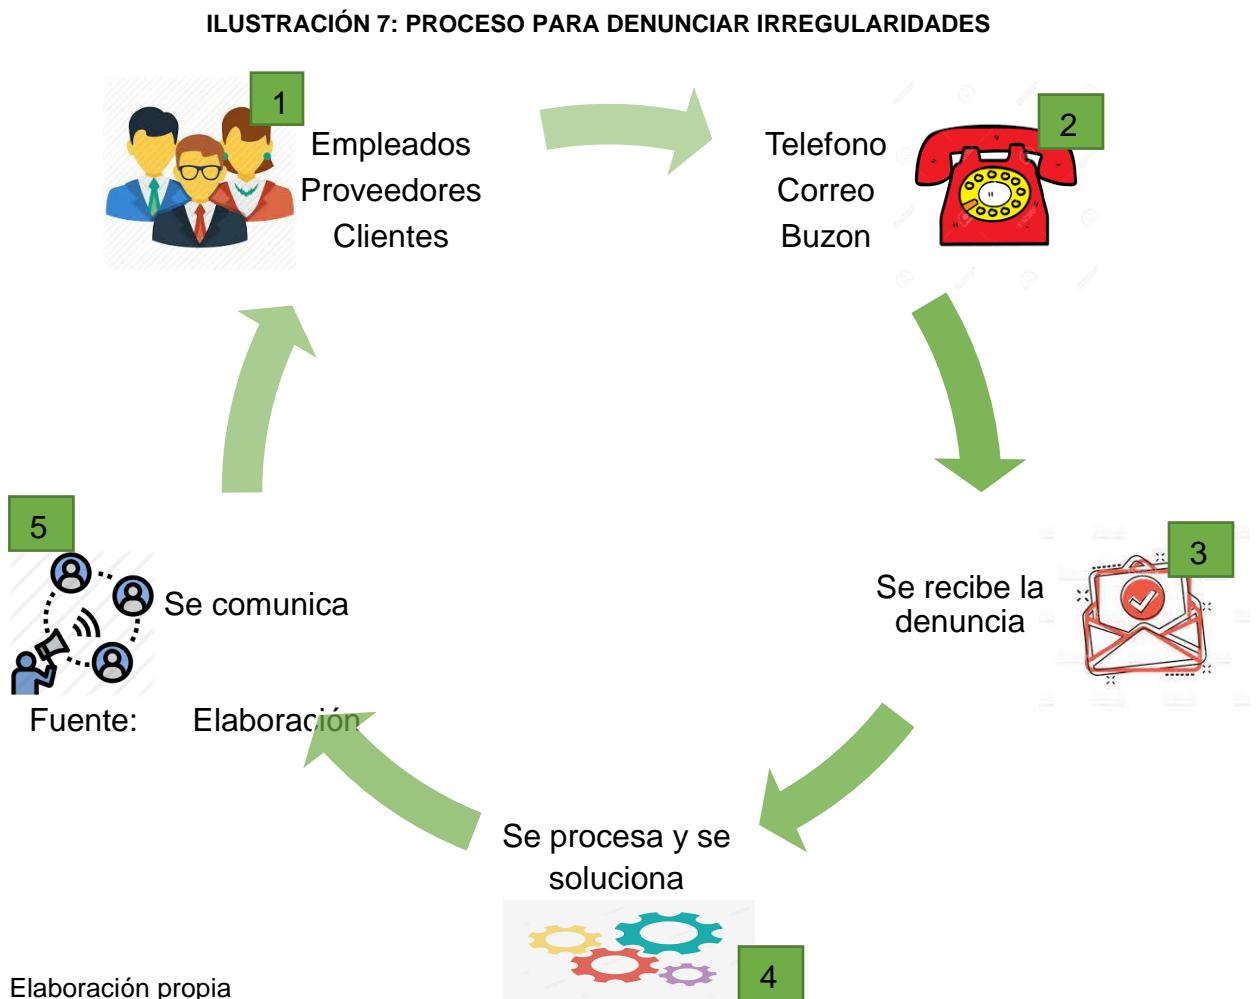 ILUSTRACIÓN 7: PROCESO PARA DENUNCIAR IRREGULARIDADES
1
Empleados
Proveedores
Clientes
2
Telefono
Correo
Buzon
3
Se recibe la
denuncia
4
Se procesa y se
soluciona
5
Se comunica
Fuente: Elaboración
Elaboración propia